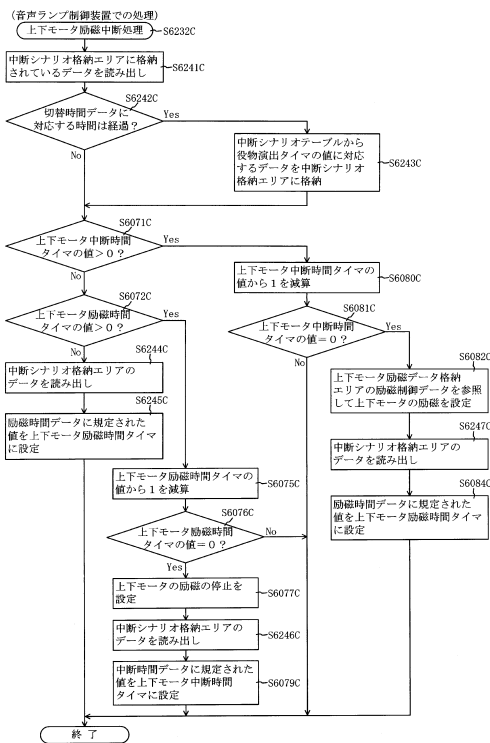 (音声ランプ制御装置での処理)
上下モータ励磁中断処理
S6232C
中断シナリオ格納エリアに格納
されているデータを読み出し
S6241C
S6242C
切替時間データに
対応する時間は経過？
Yes
No
中断シナリオテーブルから
役物演出タイマの値に対応
するデータを中断シナリオ
格納エリアに格納
S6243C
S6071C
上下モータ中断時間
タイマの値＞0？
Yes
No
上下モータ中断時間タイマの
値から1を減算
S6080C
S6072C
上下モータ励磁時間
タイマの値＞0？
Yes
No
S6081C
上下モータ中断時間
タイマの値＝0？
Yes
No
S6244C
中断シナリオ格納エリアの
データを読み出し
S6082C
上下モータ励磁データ格納
エリアの励磁制御データを参照
して上下モータの励磁を設定
S6245C
励磁時間データに規定された
値を上下モータ励磁時間タイマ
に設定
S6247C
中断シナリオ格納エリアの
データを読み出し
上下モータ励磁時間タイマの
値から1を減算
S6075C
S6084C
励磁時間データに規定された
値を上下モータ励磁時間タイマ
に設定
S6076C
上下モータ励磁時間
タイマの値＝0？
No
Yes
上下モータの励磁の停止を
設定
S6077C
中断シナリオ格納エリアの
データを読み出し
S6246C
中断時間データに規定された
値を上下モータ中断時間
タイマに設定
S6079C
終了